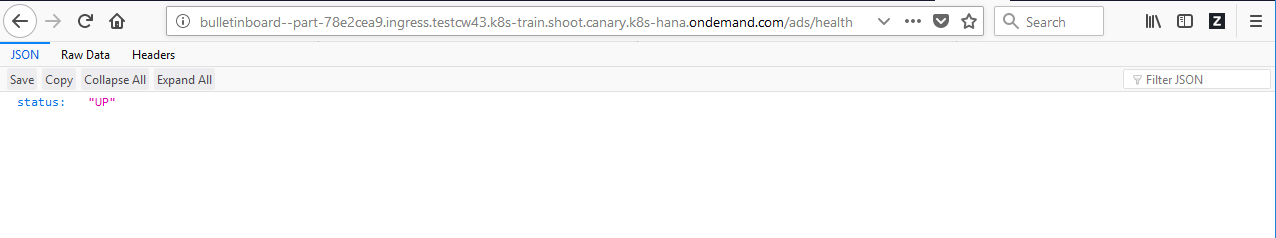 bulletinboard--part-78e2cea9.ingress.testcw43.k8s-train.shoot.canary.k8s-hana.ondemand.com/ads/health
Search
Z
JSON Raw Data Headers
Save Copy Collapse All Expand All
Filter JSON
status: "UP"